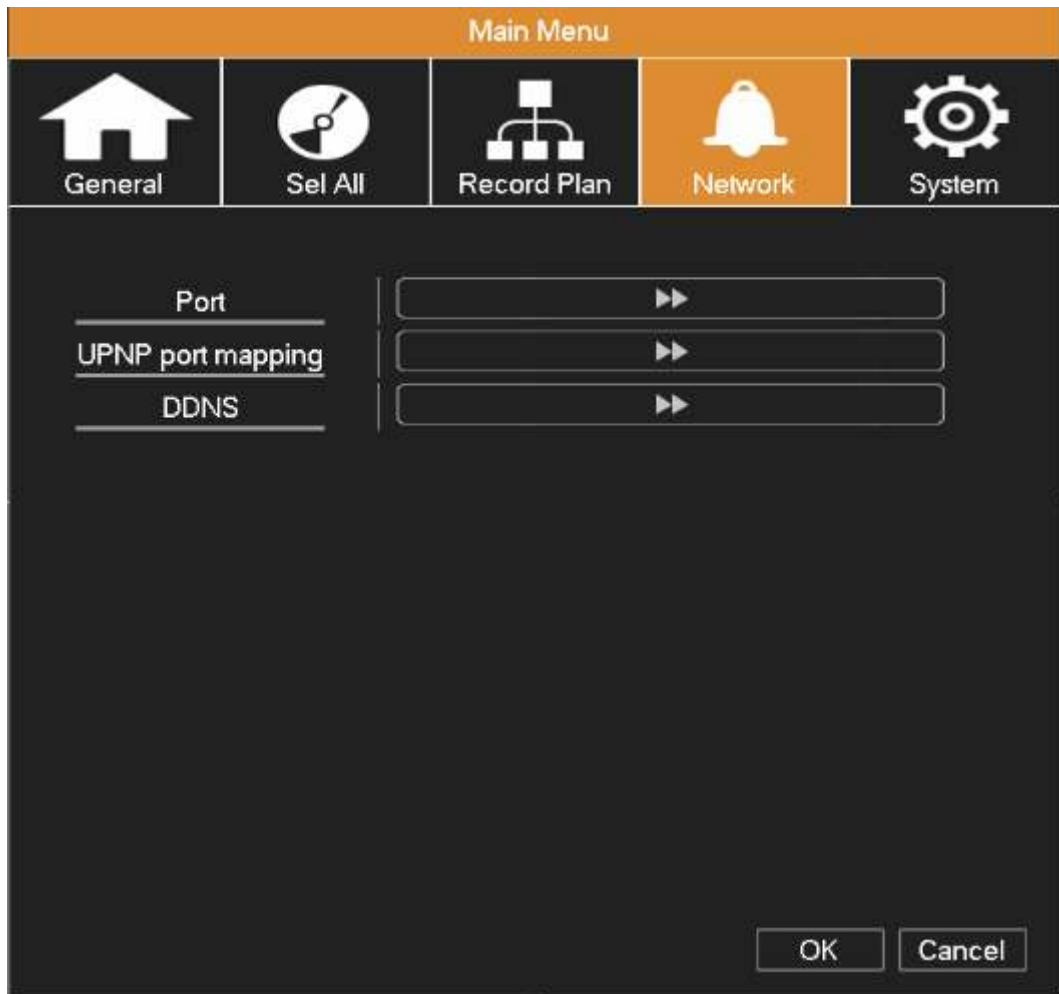 Main Menu
General Sel All Record Plan Network System
Port
UPNP port mapping
DDNS
OK Cancel